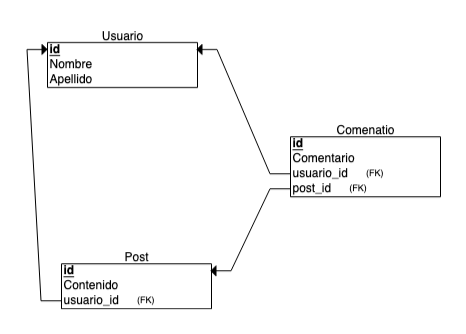 Usuario
id
Nombre
Apellido
Comenatio
id
Comentario
usuario_id (FK)
post_id (FK)
Post
id
Contenido
usuario_id (FK)